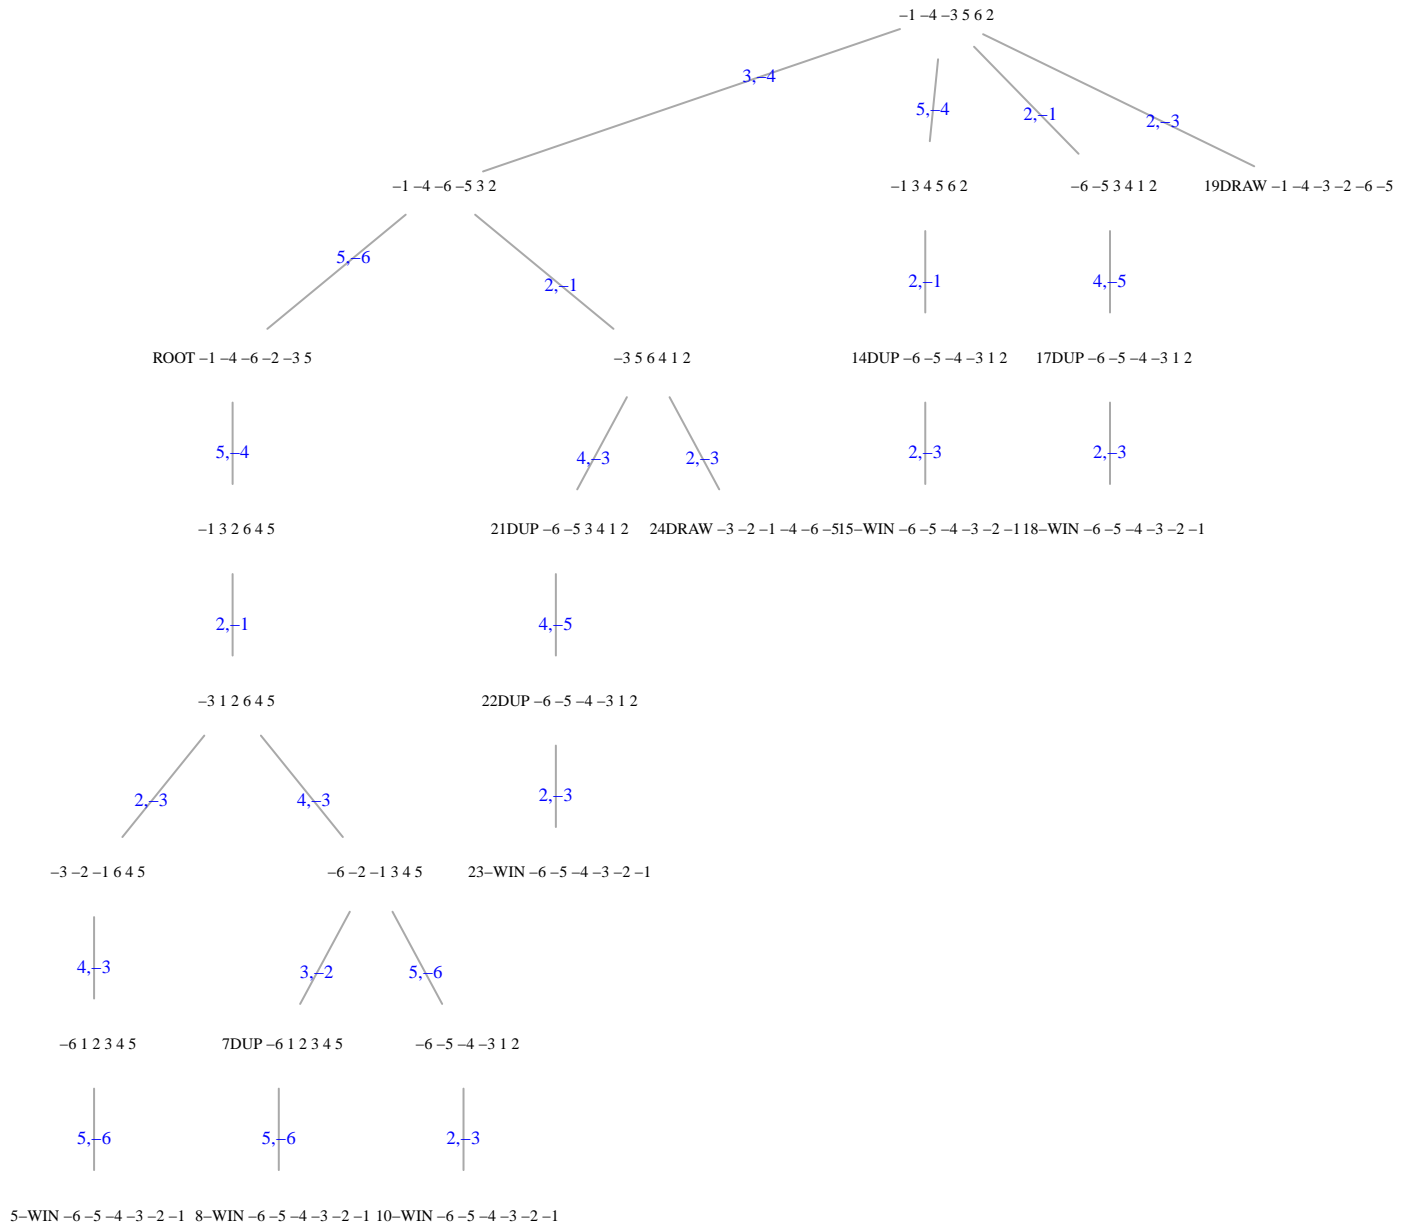 –1 –4 –3 5 6 2
3,–4
5,–4
2,–1
2,–3
–1 –4 –6 –5 3 2
–1 3 4 5 6 2
–6 –5 3 4 1 2
19DRAW –1 –4 –3 –2 –6 –5
5,–6
2,–1
2,–1
4,–5
ROOT –1 –4 –6 –2 –3 5
–3 5 6 4 1 2
14DUP –6 –5 –4 –3 1 2
17DUP –6 –5 –4 –3 1 2
5,–4
4,–3
2,–3
2,–3
2,–3
–1 3 2 6 4 5
21DUP –6 –5 3 4 1 2
24DRAW –3 –2 –1 –4 –6 –5
15–WIN –6 –5 –4 –3 –2 –1
18–WIN –6 –5 –4 –3 –2 –1
2,–1
4,–5
–3 1 2 6 4 5
22DUP –6 –5 –4 –3 1 2
2,–3
4,–3
2,–3
–3 –2 –1 6 4 5
–6 –2 –1 3 4 5
23–WIN –6 –5 –4 –3 –2 –1
4,–3
3,–2
5,–6
–6 1 2 3 4 5
7DUP –6 1 2 3 4 5
–6 –5 –4 –3 1 2
5,–6
5,–6
2,–3
5–WIN –6 –5 –4 –3 –2 –1
8–WIN –6 –5 –4 –3 –2 –1
10–WIN –6 –5 –4 –3 –2 –1